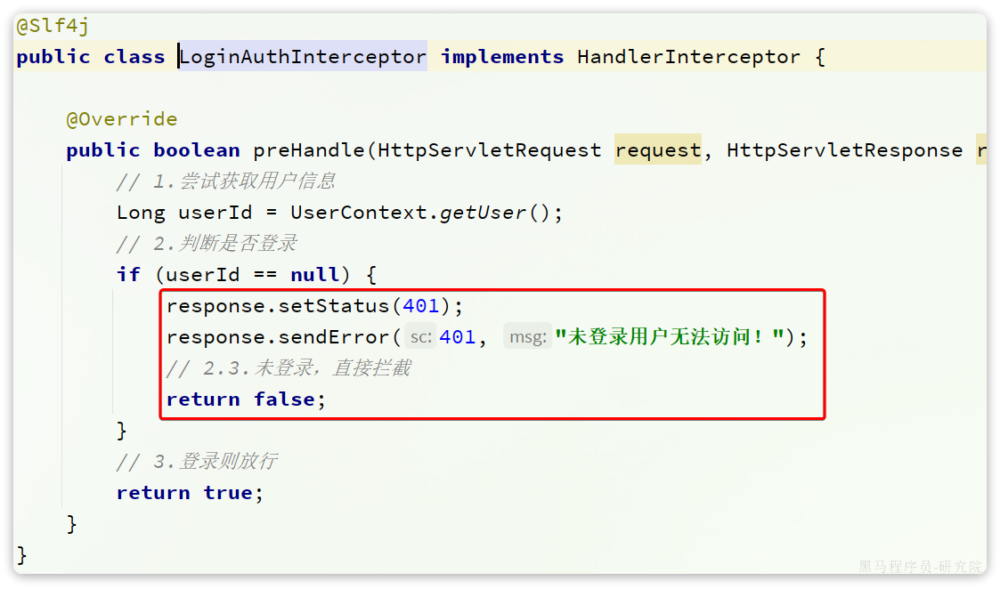 @Slf4j
public class LoginAuthInterceptor implements HandlerInterceptor {
@Override
public boolean preHandle(HttpServletRequest request, HttpServletResponse r
// 1.尝试获取用户信息
Long userId = UserContext.getUser();
// 2.判断是否登录
if (userId == null) {
response.setStatus(401);
response.sendError( sc: 401, msg: "未登录用户无法访问！");
// 2.3.未登录，直接拦截
return false;
}
// 3.登录则放行
return true;
}
}
黑马程序员-研究院